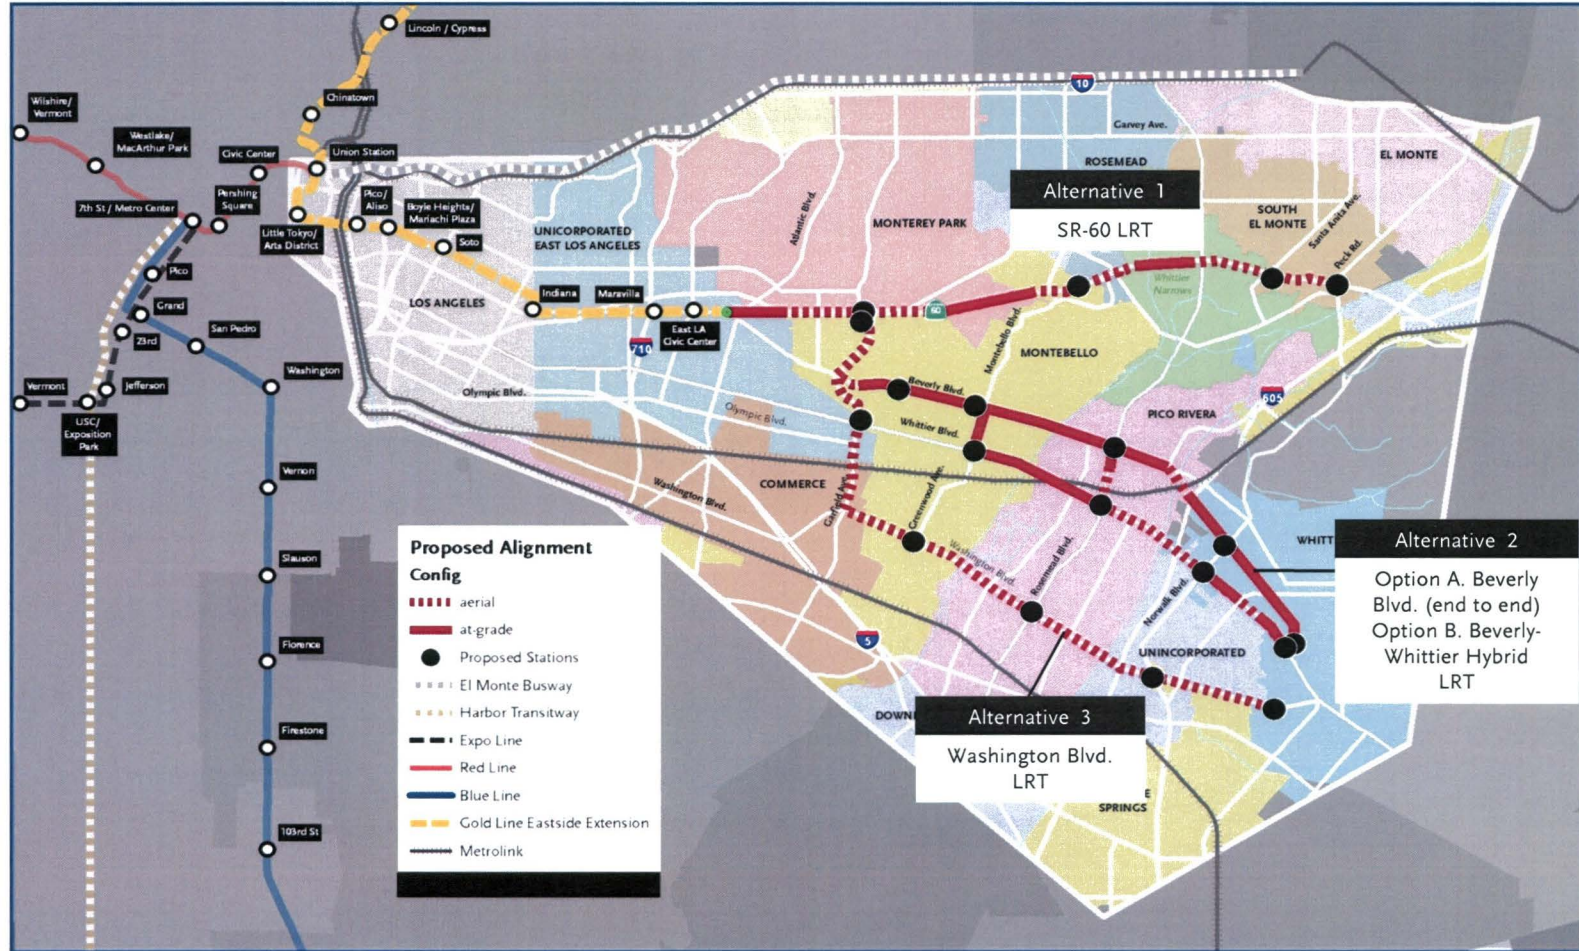 Lincoln / Cypress
Chinatown
Wilshire/
Vermont
Westlake/
MacArthur Park
Civic Center
Union Station
7th St / Metro Center
Pershing
Square
Pico/
Aliso
Boyle Heights/
Mariachi Plaza
Little Tokyo/
Arts District
Soto
Pico
Grand
23rd
San Pedro
Vermont
Jefferson
Washington
USC/
Exposition
Park
Vernon
Slauson
Florence
Firestone
103rd St
Indiana
Maravilla
East LA
Civic Center
LOS ANGELES
UNINCORPORATED
EAST LOS ANGELES
Olympic Blvd.
Olympic Blvd.
710
10
Garvey Ave.
ROSEMEAD
EL MONTE
Atlantic Blvd.
MONTEREY PARK
Alternative 1
SR-60 LRT
SOUTH
EL MONTE
Santa Anita Ave.
Peck Rd.
Whittier
Narrows
60
Montebello Blvd.
MONTEBELLO
Beverly Blvd.
Whittier Blvd.
PICO RIVERA
605
COMMERCE
Washington Blvd.
Garfield Ave.
Greenwood Ave.
Washington Blvd.
Rosemead Blvd.
Norwalk Blvd.
WHITT
5
UNINCORPORATED
DOWN
E
SPRINGS
Alternative 2
Option A. Beverly
Blvd. (end to end)
Option B. Beverly-
Whittier Hybrid
LRT
Alternative 3
Washington Blvd.
LRT
Proposed Alignment
Config
aerial
at-grade
Proposed Stations
El Monte Busway
Harbor Transitway
Expo Line
Red Line
Blue Line
Gold Line Eastside Extension
Metrolink